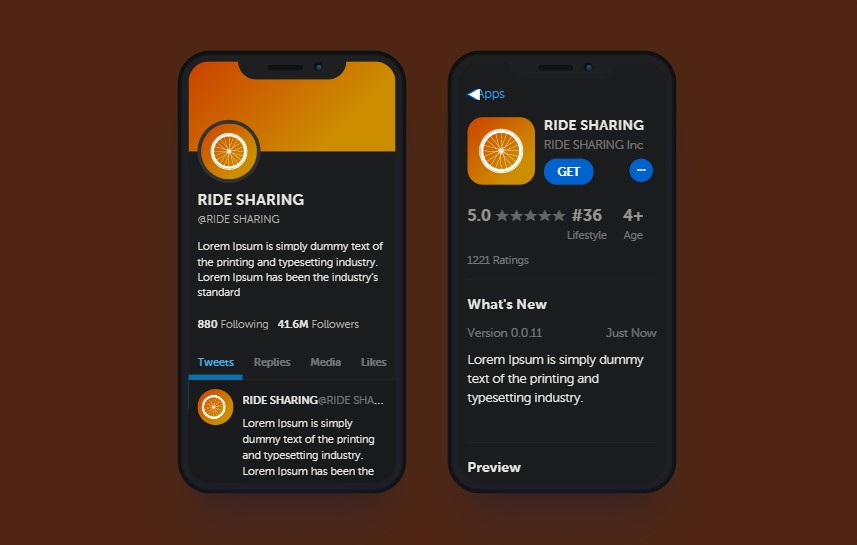 RIDE SHARING
@RIDE SHARING
Lorem Ipsum is simply dummy text of
the printing and typesetting industry.
Lorem Ipsum has been the industry's
standard
880 Following 41.6M Followers
Tweets Replies Media Likes
RIDE SHARING@RIDE SHA...
Lorem Ipsum is simply
dummy text of the printing
and typesetting industry.
Lorem Ipsum has been the
Apps
RIDE SHARING
RIDE SHARING Inc
GET
5.0 ★★★★★ #36 4+
Lifestyle Age
1221 Ratings
What's New
Version 0.0.11 Just Now
Lorem Ipsum is simply dummy
text of the printing and
typesetting industry.
Preview